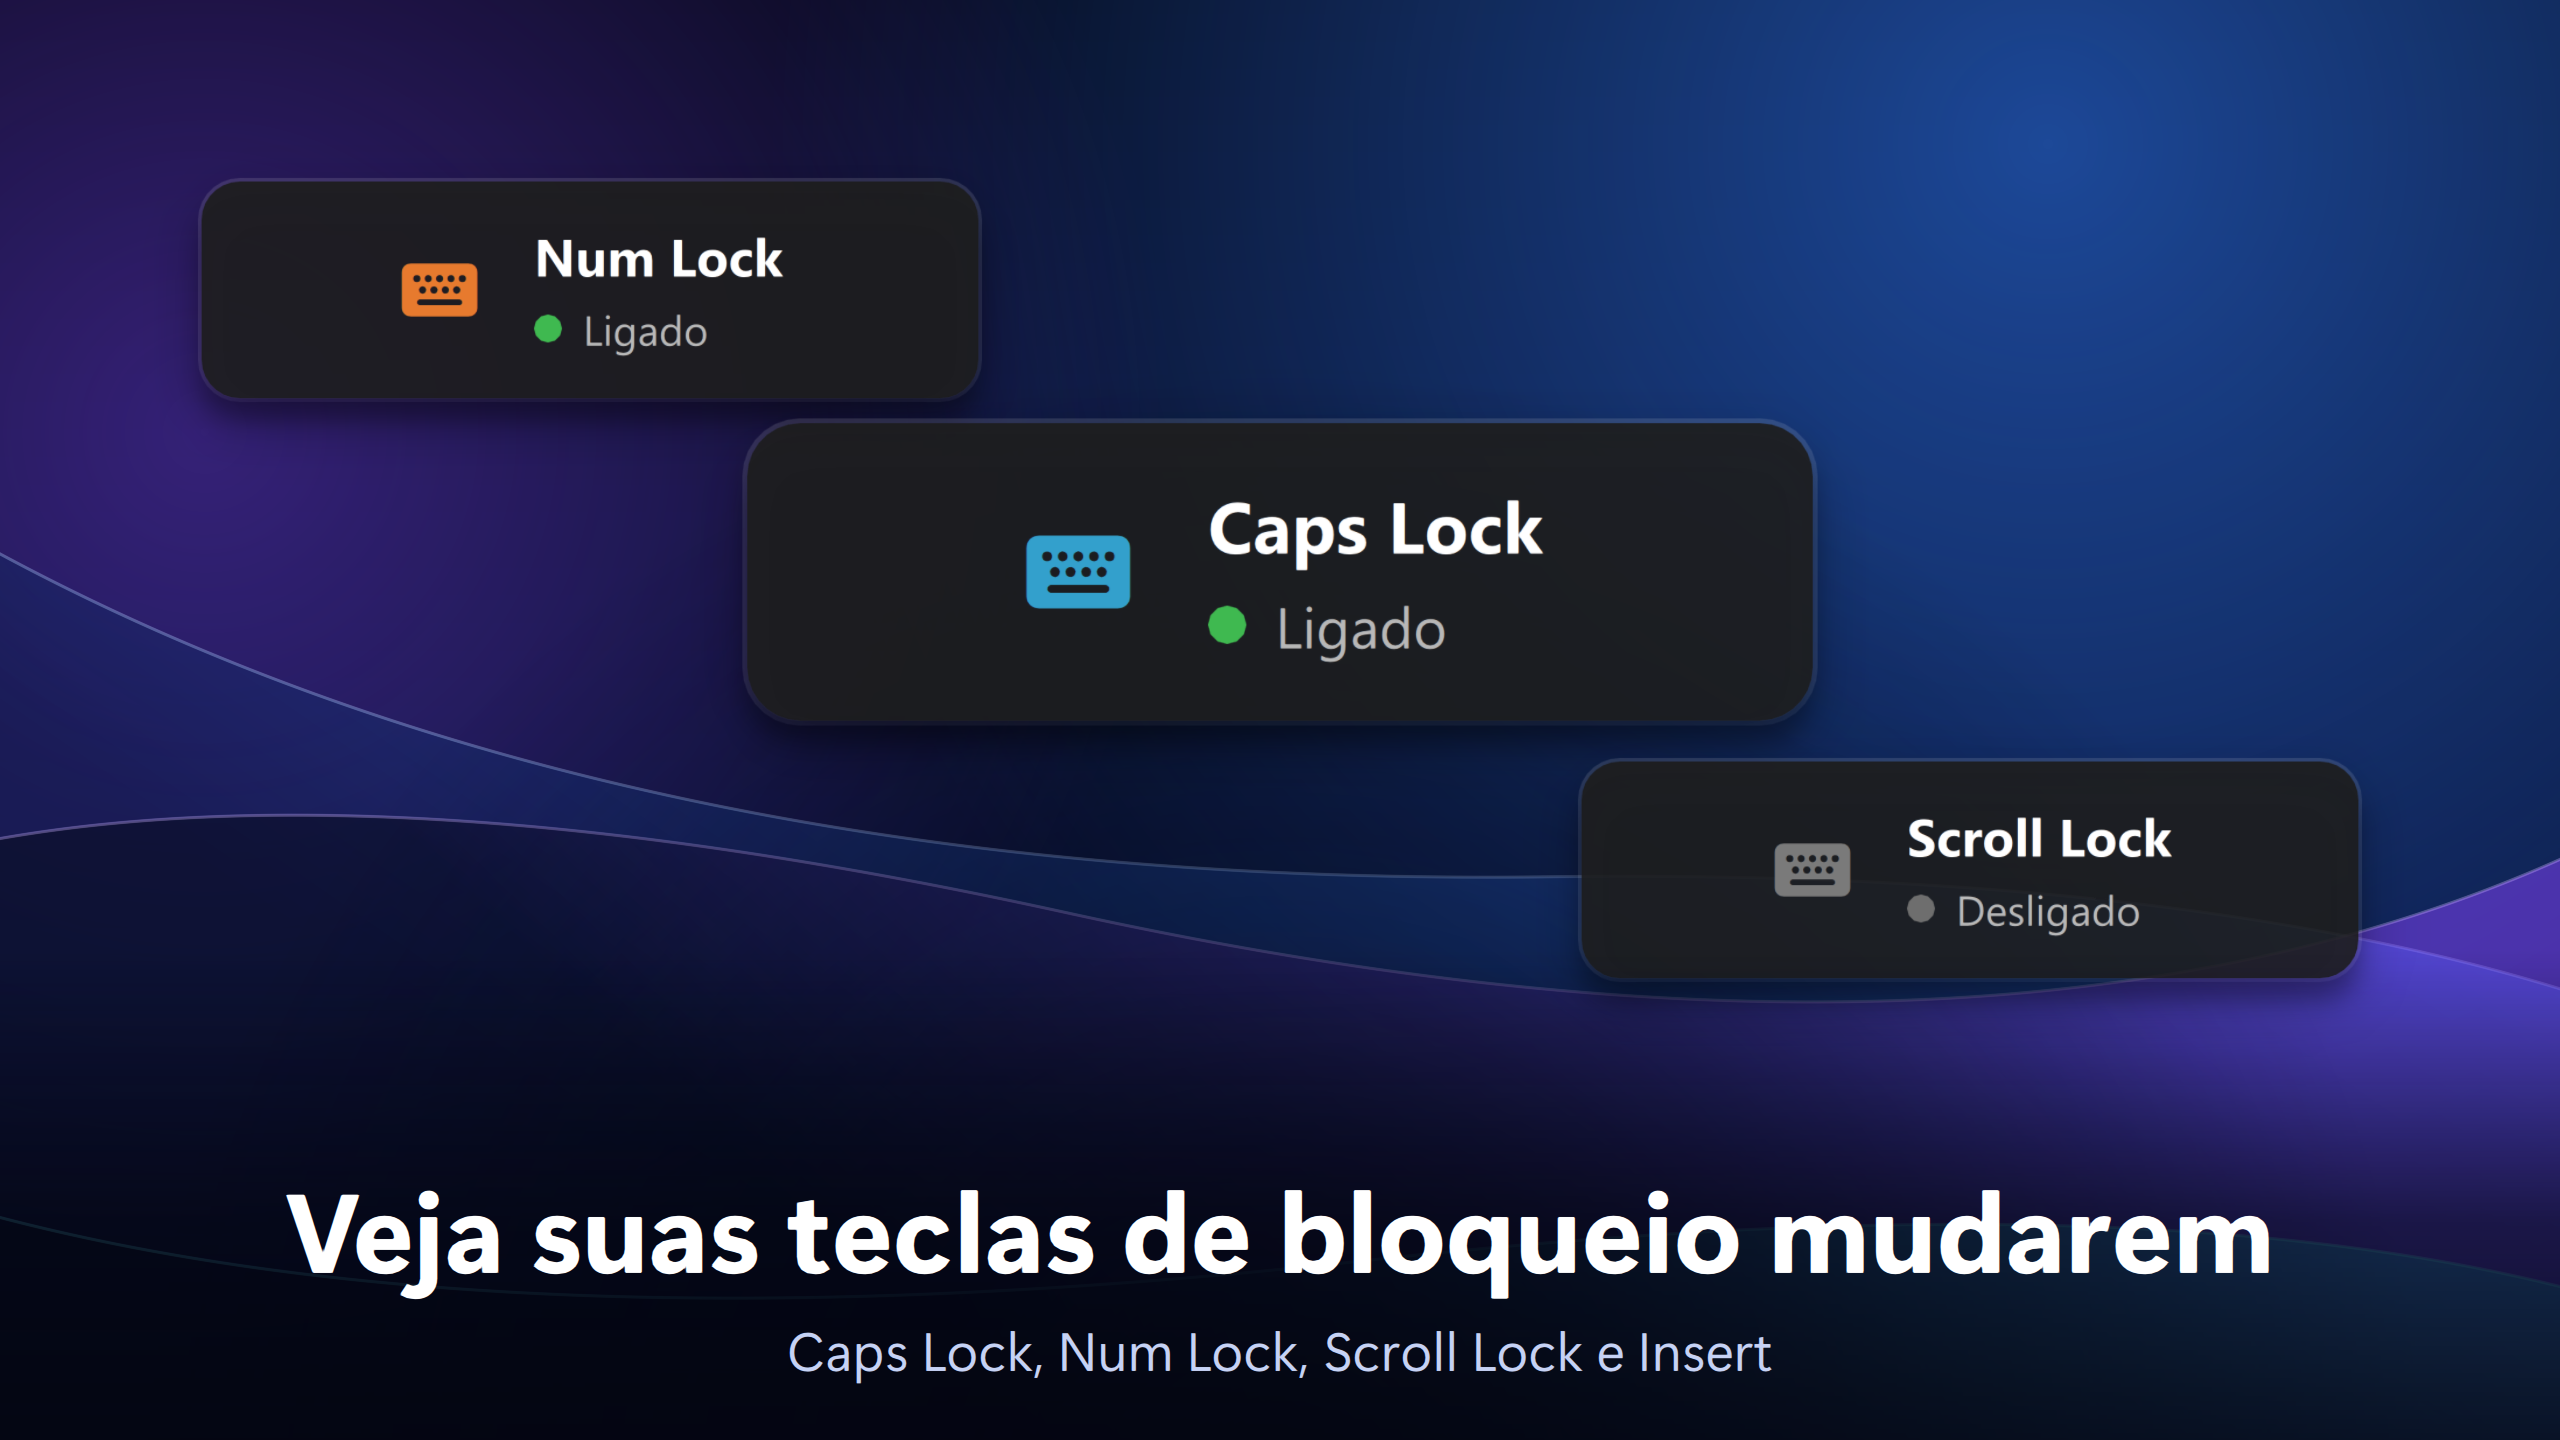 Num Lock
Ligado
Caps Lock
Ligado
Scroll Lock
Desligado
Veja suas teclas de bloqueio mudarem
Caps Lock, Num Lock, Scroll Lock e Insert